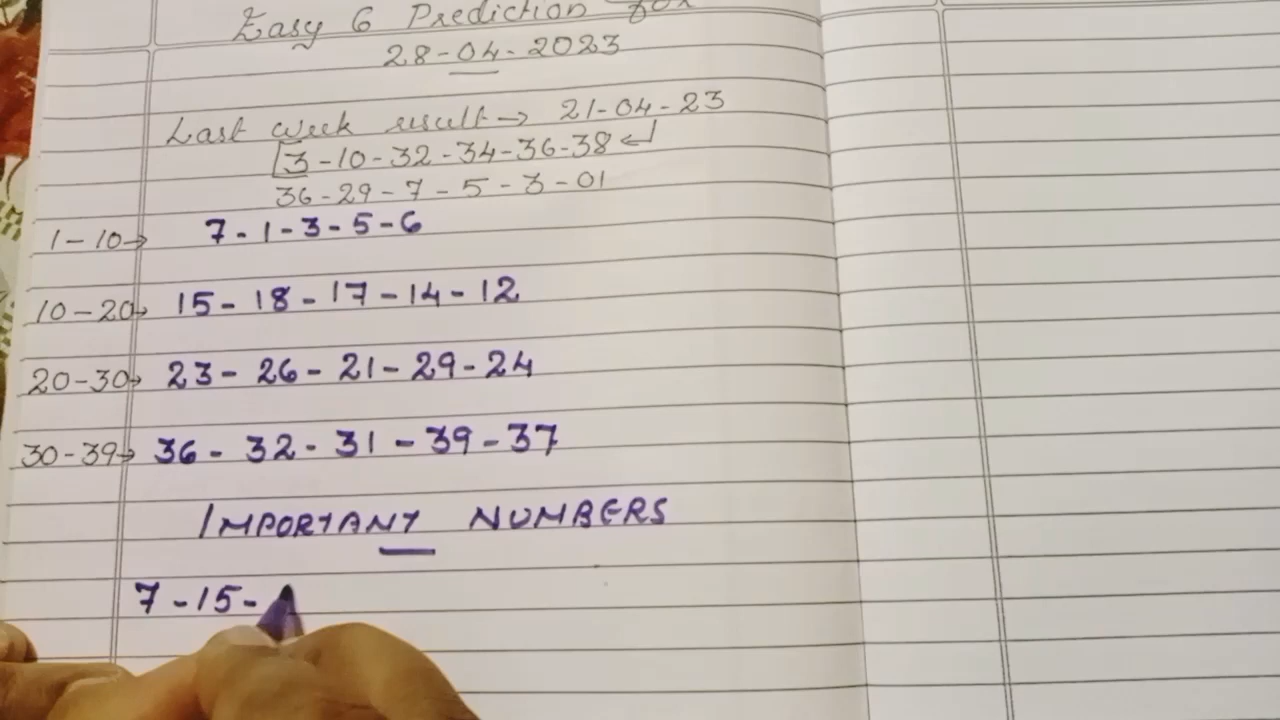 Easy 6 Prediction for
28-04-2023
Last week result → 21-04-23
3-10-32-34-36-38
36-29-7-5-3-01
1-10→ 7-1-3-5-6
10-20→ 15-18-17-14-12
20-30→ 23-26-21-29-24
30-39→ 36-32-31-39-37
IMPORTANT NUMBERS
7-15-